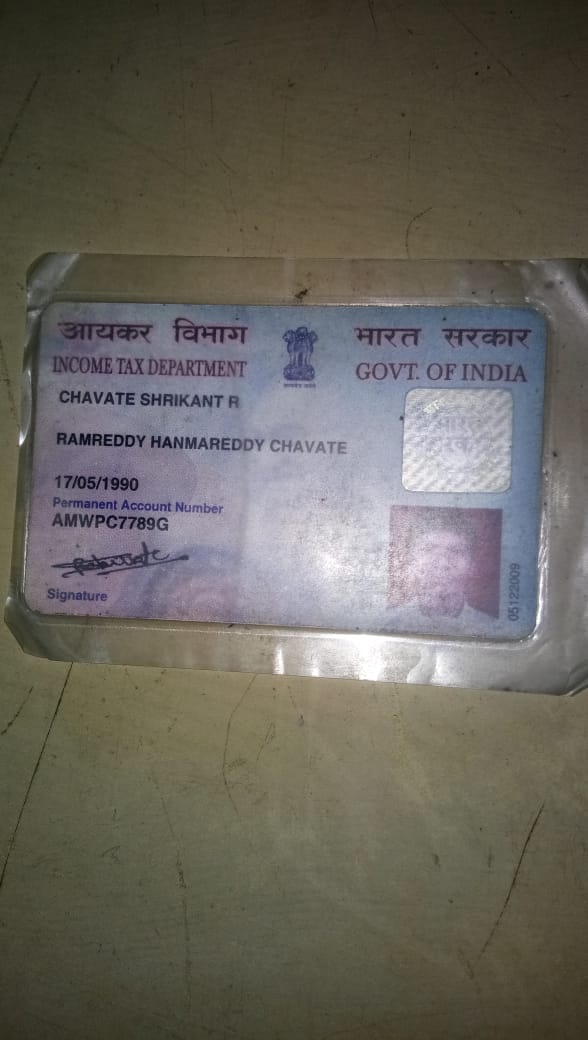 आयकर विभाग
INCOME TAX DEPARTMENT
भारत सरकार
GOVT. OF INDIA
CHAVATE SHRIKANT R
RAMREDDY HANMAREDDY CHAVATE
17/05/1990
Permanent Account Number
AMWPC7789G
Signature
05122009